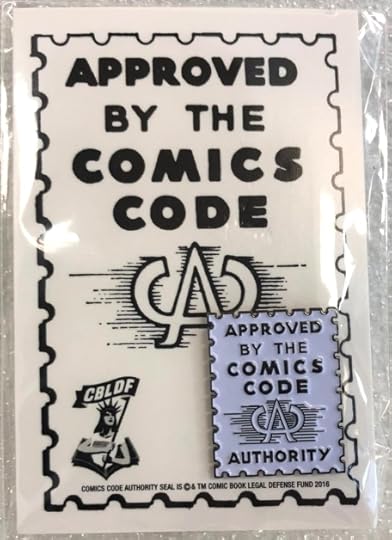 APPROVED
BY THE
COMICS
CODE
CA
APPROVED
BY THE
COMICS
CODE
CA
AUTHORITY
CBLDF
COMICS CODE AUTHORITY SEAL IS © & TM COMIC BOOK LEGAL DEFENSE FUND 2016